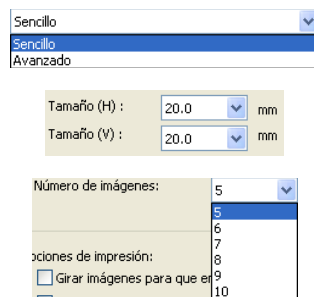 Sencillo
Sencillo
Avanzado
Tamaño (H) : 20.0 mm
Tamaño (V) : 20.0 mm
Número de imágenes: 5
5
6
7
ociones de impresión: 8
Girar imágenes para que en 9
10